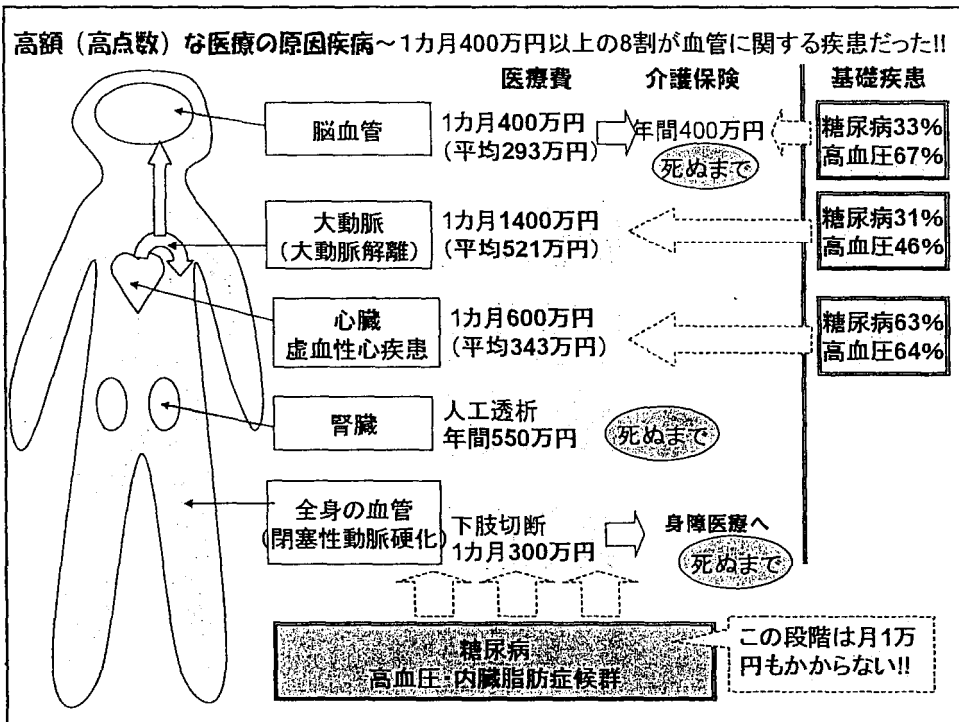 高額（高点数）な医療の原因疾病～1カ月400万円以上の8割が血管に関する疾患だった!!
医療費 介護保険 基礎疾患
脳血管
1カ月400万円
（平均293万円）
年間400万円
死ぬまで
糖尿病33%
高血圧67%
大動脈
（大動脈解離）
1カ月1400万円
（平均521万円）
糖尿病31%
高血圧46%
心臓
虚血性心疾患
1カ月600万円
（平均343万円）
糖尿病63%
高血圧64%
腎臓
人工透析
年間550万円
死ぬまで
全身の血管
（閉塞性動脈硬化）
下肢切断
1カ月300万円
身障医療へ
死ぬまで
糖尿病
高血圧・内臓脂肪症候群
この段階は月1万
円もかからない!!